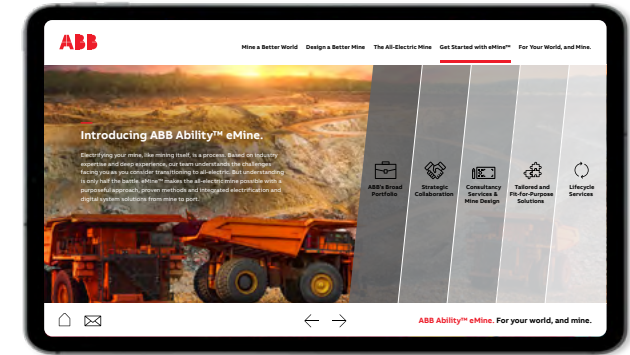 ABB
Mine a Better World Design a Better Mine The All-Electric Mine Get Started with eMine™ For Your World, and Mine.
Introducing ABB Ability™ eMine.
Electrifying your mine, like mining itself, is a process. Based on industry
expertise and deep experience, our team understands the challenges
facing you as you consider transitioning to all-electric. But understanding
is only half the battle. eMine™ makes the all-electric mine possible with a
purposeful approach, proven methods and integrated electrification and
digital system solutions from mine to port.
ABB's Broad
Portfolio
Strategic
Collaboration
Consultancy
Services &
Mine Design
Tailored and
Fit-for-Purpose
Solutions
Lifecycle
Services
ABB Ability™ eMine. For your world, and mine.